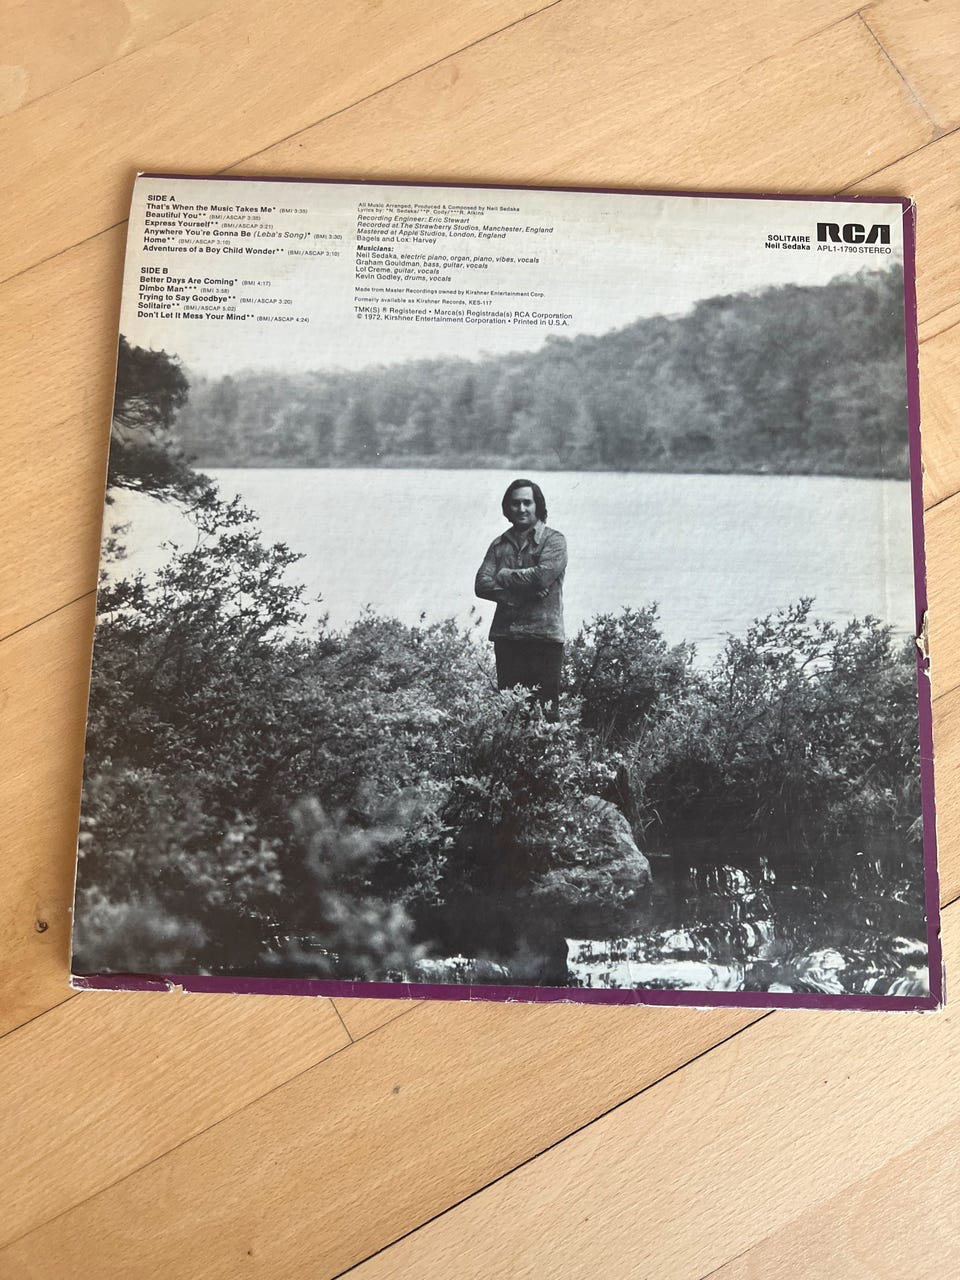 SIDE A
That's When the Music Takes Me* (BMI 3:35)
Beautiful You** (BMI/ASCAP 3:35)
Express Yourself** (BMI/ASCAP 3:21)
Anywhere You're Gonna Be (Leba's Song)* (BMI 3:30)
Home** (BMI/ASCAP 3:10)
Adventures of a Boy Child Wonder** (BMI/ASCAP 3:10)
SIDE B
Better Days Are Coming* (BMI 4:17)
Dimbo Man*** (BMI 3:58)
Trying to Say Goodbye** (BMI/ASCAP 3:20)
Solitaire** (BMI/ASCAP 5:02)
Don't Let It Mess Your Mind** (BMI/ASCAP 4:24)
All Music Arranged, Produced & Composed by Neil Sedaka
Lyrics by: *N. Sedaka/**P. Cody/***R. Atkins
Recording Engineer: Eric Stewart
Recorded at The Strawberry Studios, Manchester, England
Mastered at Apple Studios, London, England
Bagels and Lox: Harvey
Musicians:
Neil Sedaka, electric piano, organ, piano, vibes, vocals
Graham Gouldman, bass, guitar, vocals
Lol Creme, guitar, vocals
Kevin Godley, drums, vocals
Made from Master Recordings owned by Kirshner Entertainment Corp.
Formerly available as Kirshner Records, KES-117
TMK(S) ® Registered • Marca(s) Registrada(s) RCA Corporation
© 1972, Kirshner Entertainment Corporation • Printed in U.S.A.
SOLITAIRE
Neil Sedaka
RCA
APL1-1790 STEREO